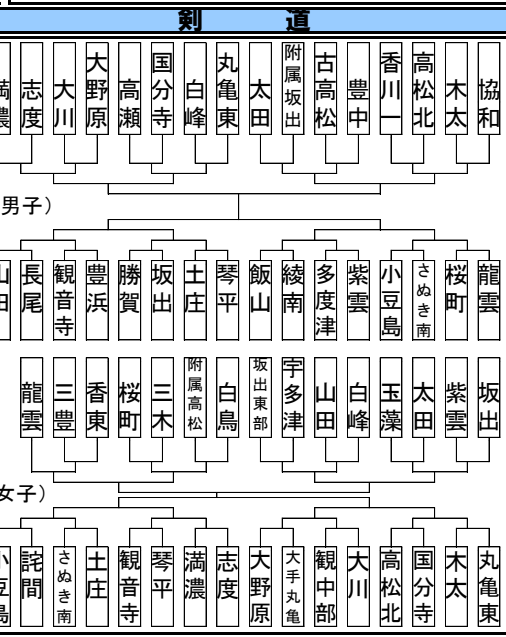 剣　道
満濃 志度 大川 大野原 高瀬 国分寺 白峰 丸亀東 太田 附属坂出 古高松 豊中 香川一 高松北 木太 協和
男子）
山田 長尾 観音寺 豊浜 勝賀 坂出 土庄 琴平 飯山 綾南 多度津 紫雲 小豆島 さぬき南 桜町 龍雲
龍雲 三豊 香東 桜町 三木 附属高松 白鳥 坂出東部 宇多津 山田 白峰 玉藻 太田 紫雲 坂出
女子）
小豆島 詫間 さぬき南 土庄 観音寺 琴平 満濃 志度 大野原 大手丸亀 観中部 大川 高松北 国分寺 木太 丸亀東